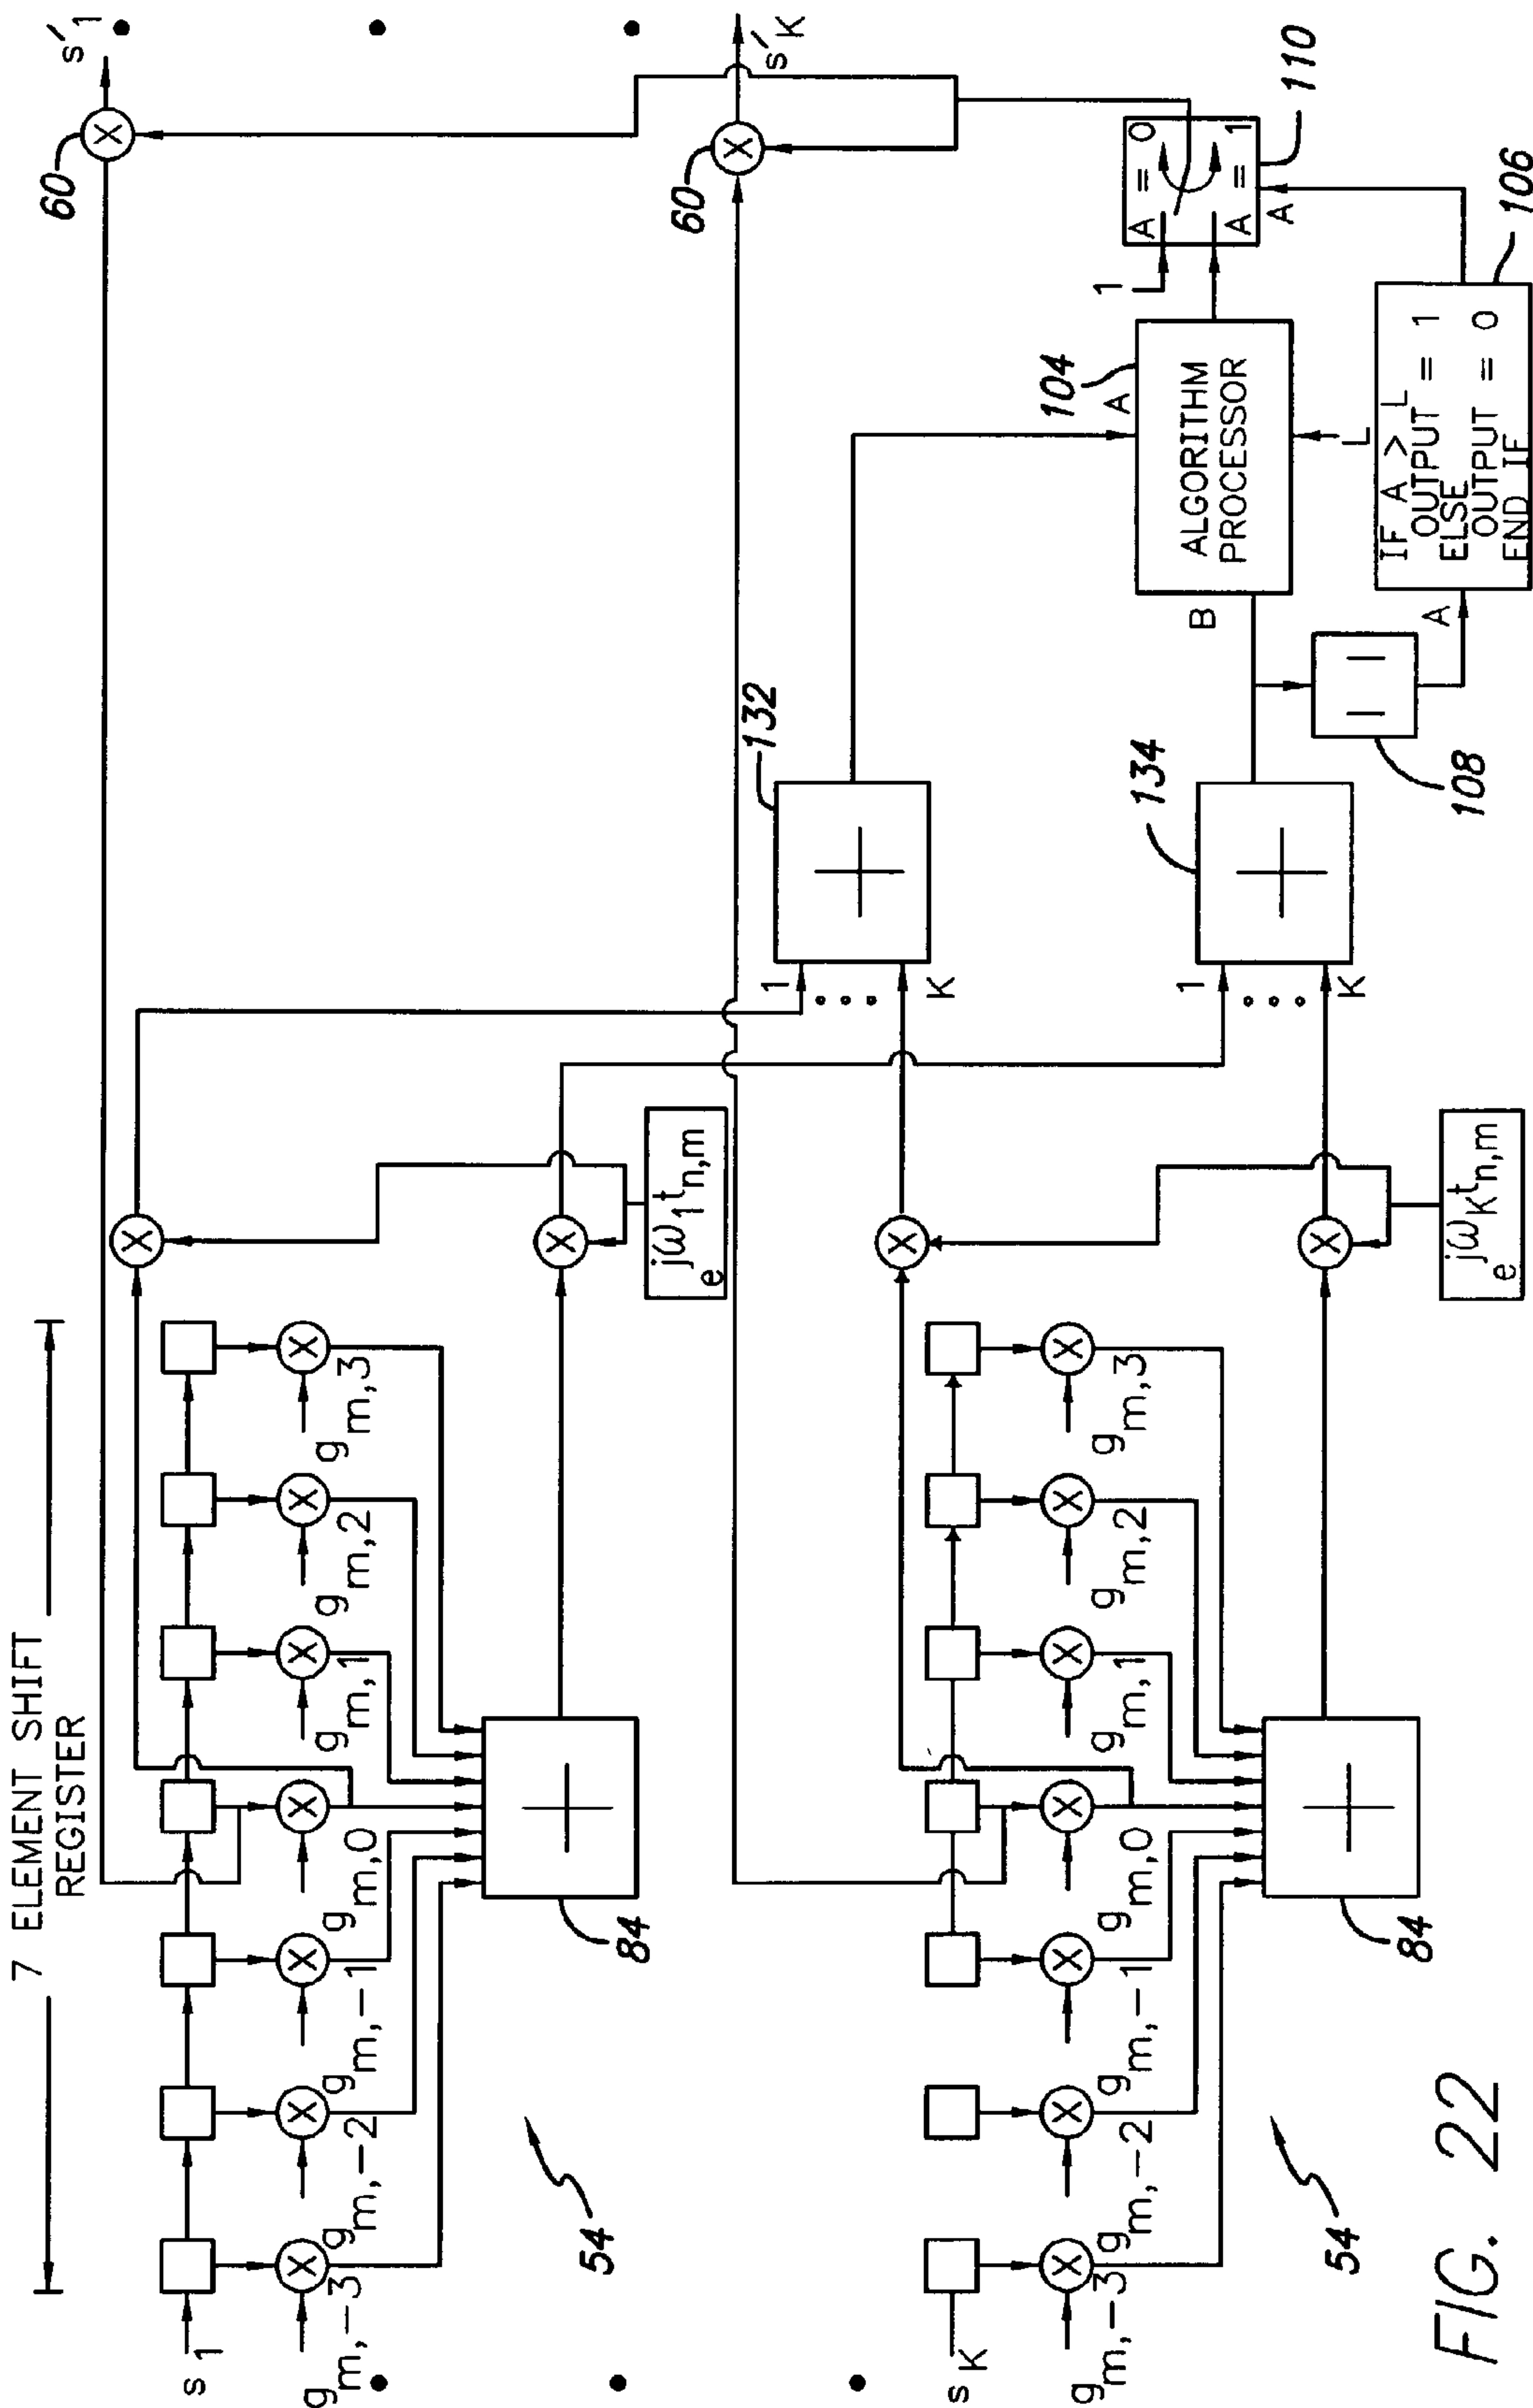 7 ELEMENT SHIFT
REGISTER
s1
gm,-3
gm,-2
gm,-1
gm,0
gm,1
gm,2
gm,3
84
54
e jω1tn,m
60
s'1
sK
gm,-3
gm,-2
gm,-1
gm,0
gm,1
gm,2
gm,3
84
54
e jωKtn,m
60
s'K
1
K
132
1
K
134
108
| |
B
ALGORITHM
PROCESSOR
104
A
L
A
IF A > L
OUTPUT = 1
ELSE
OUTPUT = 0
END IF
106
1
A = 0
A = 1
A
110
FIG. 22